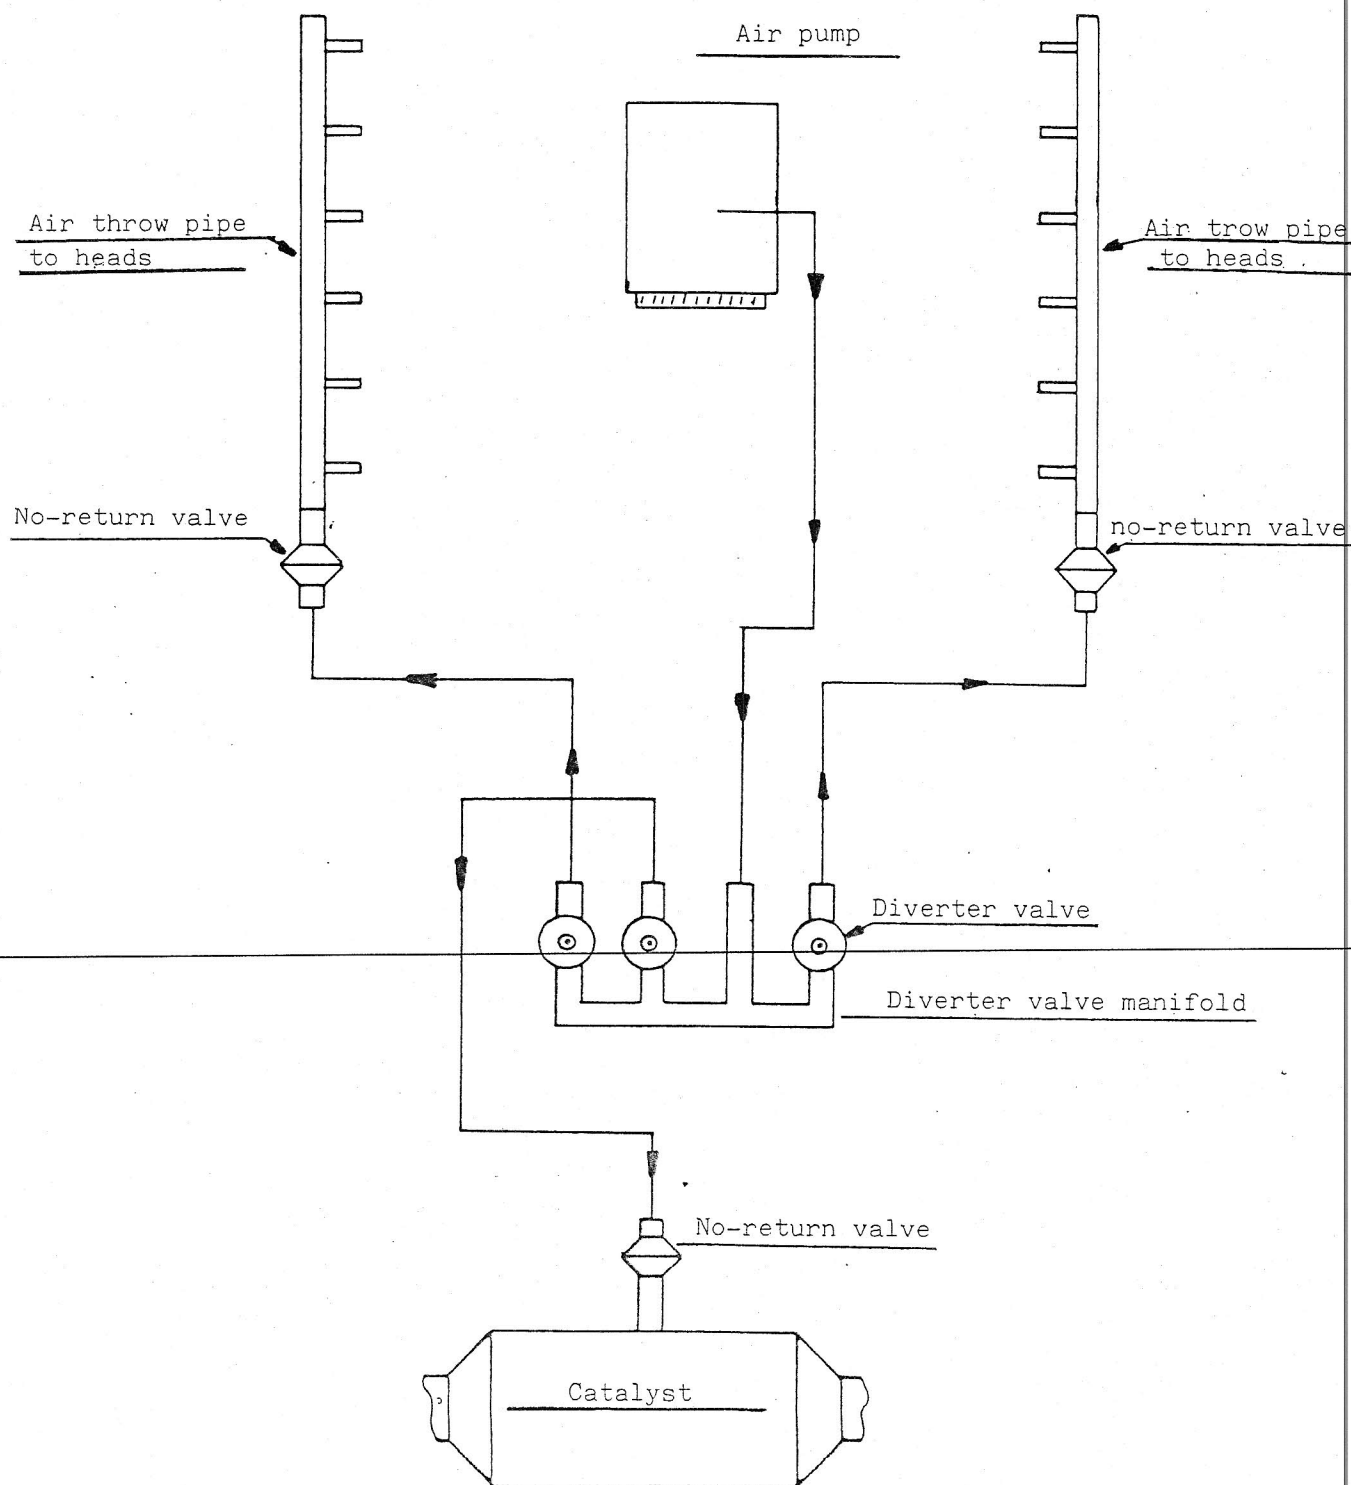 Air pump
Air throw pipe
to heads
Air trow pipe
to heads
No-return valve
no-return valve
Diverter valve
Diverter valve manifold
No-return valve
Catalyst